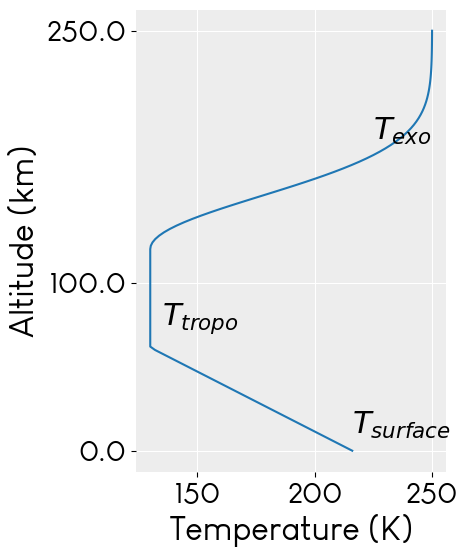 250.0
T_exo
Altitude (km)
100.0
T_tropo
T_surface
0.0
150 200 250
Temperature (K)